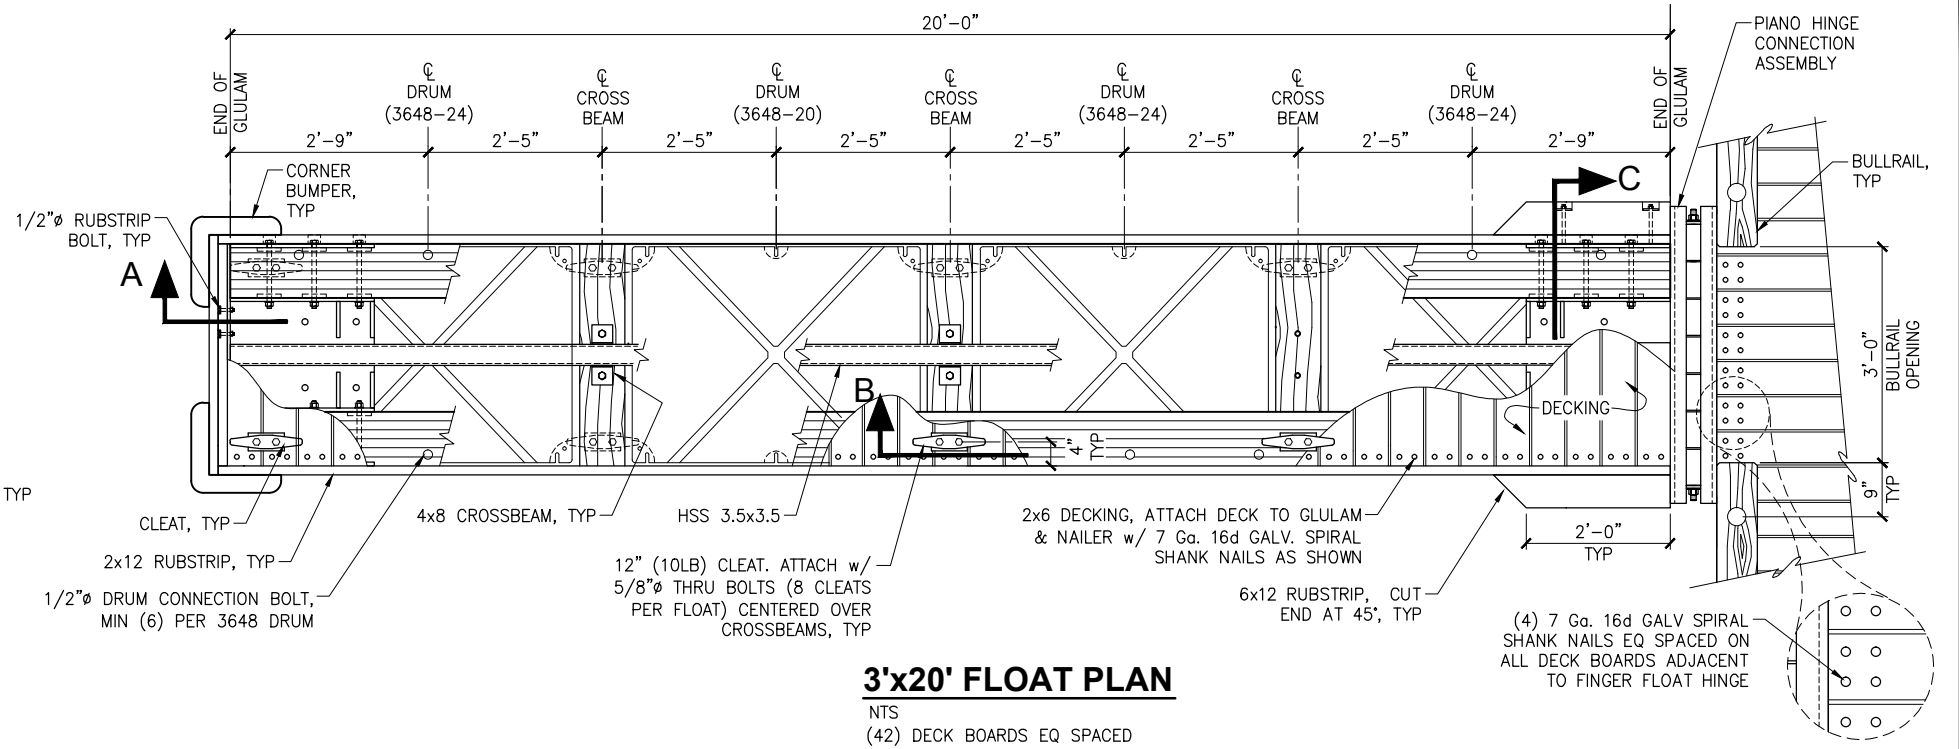 20'-0"
PIANO HINGE
CONNECTION
ASSEMBLY
END OF
GLULAM
℄
DRUM
(3648-24)
℄
CROSS
BEAM
℄
DRUM
(3648-20)
℄
CROSS
BEAM
℄
DRUM
(3648-24)
℄
CROSS
BEAM
℄
DRUM
(3648-24)
END OF
GLULAM
2'-9"
2'-5"
2'-5"
2'-5"
2'-5"
2'-5"
2'-5"
2'-9"
CORNER
BUMPER,
TYP
1/2"ø RUBSTRIP
BOLT, TYP
BULLRAIL,
TYP
A
C
B
3'-0"
BULLRAIL
OPENING
DECKING
4"
TYP
9"
TYP
TYP
CLEAT, TYP
4x8 CROSSBEAM, TYP
HSS 3.5x3.5
2x6 DECKING, ATTACH DECK TO GLULAM
& NAILER w/ 7 Ga. 16d GALV. SPIRAL
SHANK NAILS AS SHOWN
2'-0"
TYP
2x12 RUBSTRIP, TYP
12" (10LB) CLEAT. ATTACH w/
5/8"ø THRU BOLTS (8 CLEATS
PER FLOAT) CENTERED OVER
CROSSBEAMS, TYP
1/2"ø DRUM CONNECTION BOLT,
MIN (6) PER 3648 DRUM
6x12 RUBSTRIP, CUT
END AT 45°, TYP
(4) 7 Ga. 16d GALV SPIRAL
SHANK NAILS EQ SPACED ON
ALL DECK BOARDS ADJACENT
TO FINGER FLOAT HINGE
3'x20' FLOAT PLAN
NTS
(42) DECK BOARDS EQ SPACED